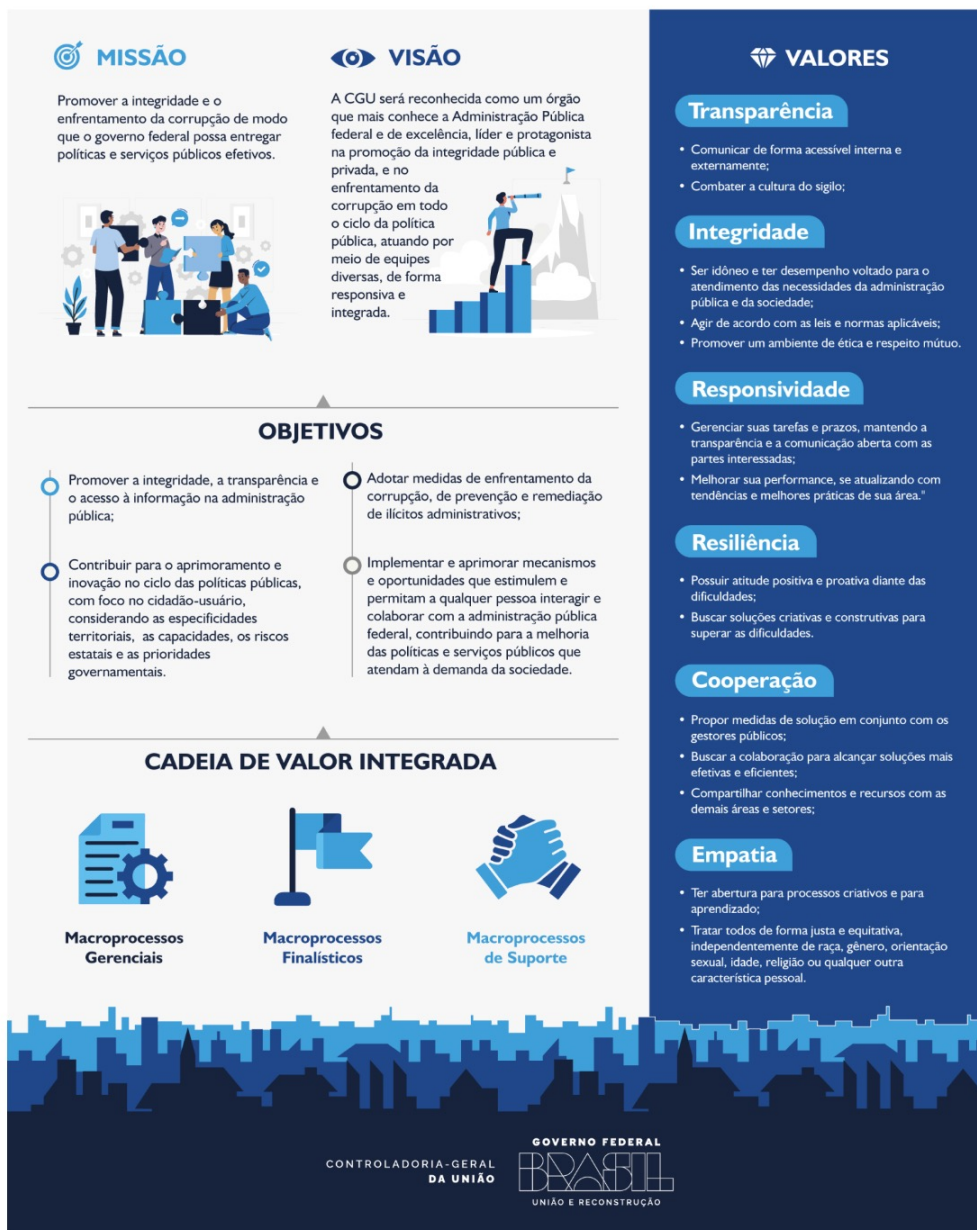 MISSÃO
Promover a integridade e o
enfrentamento da corrupção de modo
que o governo federal possa entregar
políticas e serviços públicos efetivos.
VISÃO
A CGU será reconhecida como um órgão
que mais conhece a Administração Pública
federal e de excelência, líder e protagonista
na promoção da integridade pública e
privada, e no
enfrentamento da
corrupção em todo
o ciclo da política
pública, atuando por
meio de equipes
diversas, de forma
responsiva e
integrada.
OBJETIVOS
Promover a integridade, a transparência e
o acesso à informação na administração
pública;
Contribuir para o aprimoramento e
inovação no ciclo das políticas públicas,
com foco no cidadão-usuário,
considerando as especificidades
territoriais, as capacidades, os riscos
estatais e as prioridades
governamentais.
Adotar medidas de enfrentamento da
corrupção, de prevenção e remediação
de ilícitos administrativos;
Implementar e aprimorar mecanismos
e oportunidades que estimulem e
permitam a qualquer pessoa interagir e
colaborar com a administração pública
federal, contribuindo para a melhoria
das políticas e serviços públicos que
atendam à demanda da sociedade.
CADEIA DE VALOR INTEGRADA
Macroprocessos
Gerenciais
Macroprocessos
Finalísticos
Macroprocessos
de Suporte
VALORES
Transparência
• Comunicar de forma acessível interna e
externamente;
• Combater a cultura do sigilo;
Integridade
• Ser idôneo e ter desempenho voltado para o
atendimento das necessidades da administração
pública e da sociedade;
• Agir de acordo com as leis e normas aplicáveis;
• Promover um ambiente de ética e respeito mútuo.
Responsividade
• Gerenciar suas tarefas e prazos, mantendo a
transparência e a comunicação aberta com as
partes interessadas;
• Melhorar sua performance, se atualizando com
tendências e melhores práticas de sua área."
Resiliência
• Possuir atitude positiva e proativa diante das
dificuldades;
• Buscar soluções criativas e construtivas para
superar as dificuldades.
Cooperação
• Propor medidas de solução em conjunto com os
gestores públicos;
• Buscar a colaboração para alcançar soluções mais
efetivas e eficientes;
• Compartilhar conhecimentos e recursos com as
demais áreas e setores;
Empatia
• Ter abertura para processos criativos e para
aprendizado;
• Tratar todos de forma justa e equitativa,
independentemente de raça, gênero, orientação
sexual, idade, religião ou qualquer outra
característica pessoal.
CONTROLADORIA-GERAL
DA UNIÃO
GOVERNO FEDERAL
BRASIL
UNIÃO E RECONSTRUÇÃO